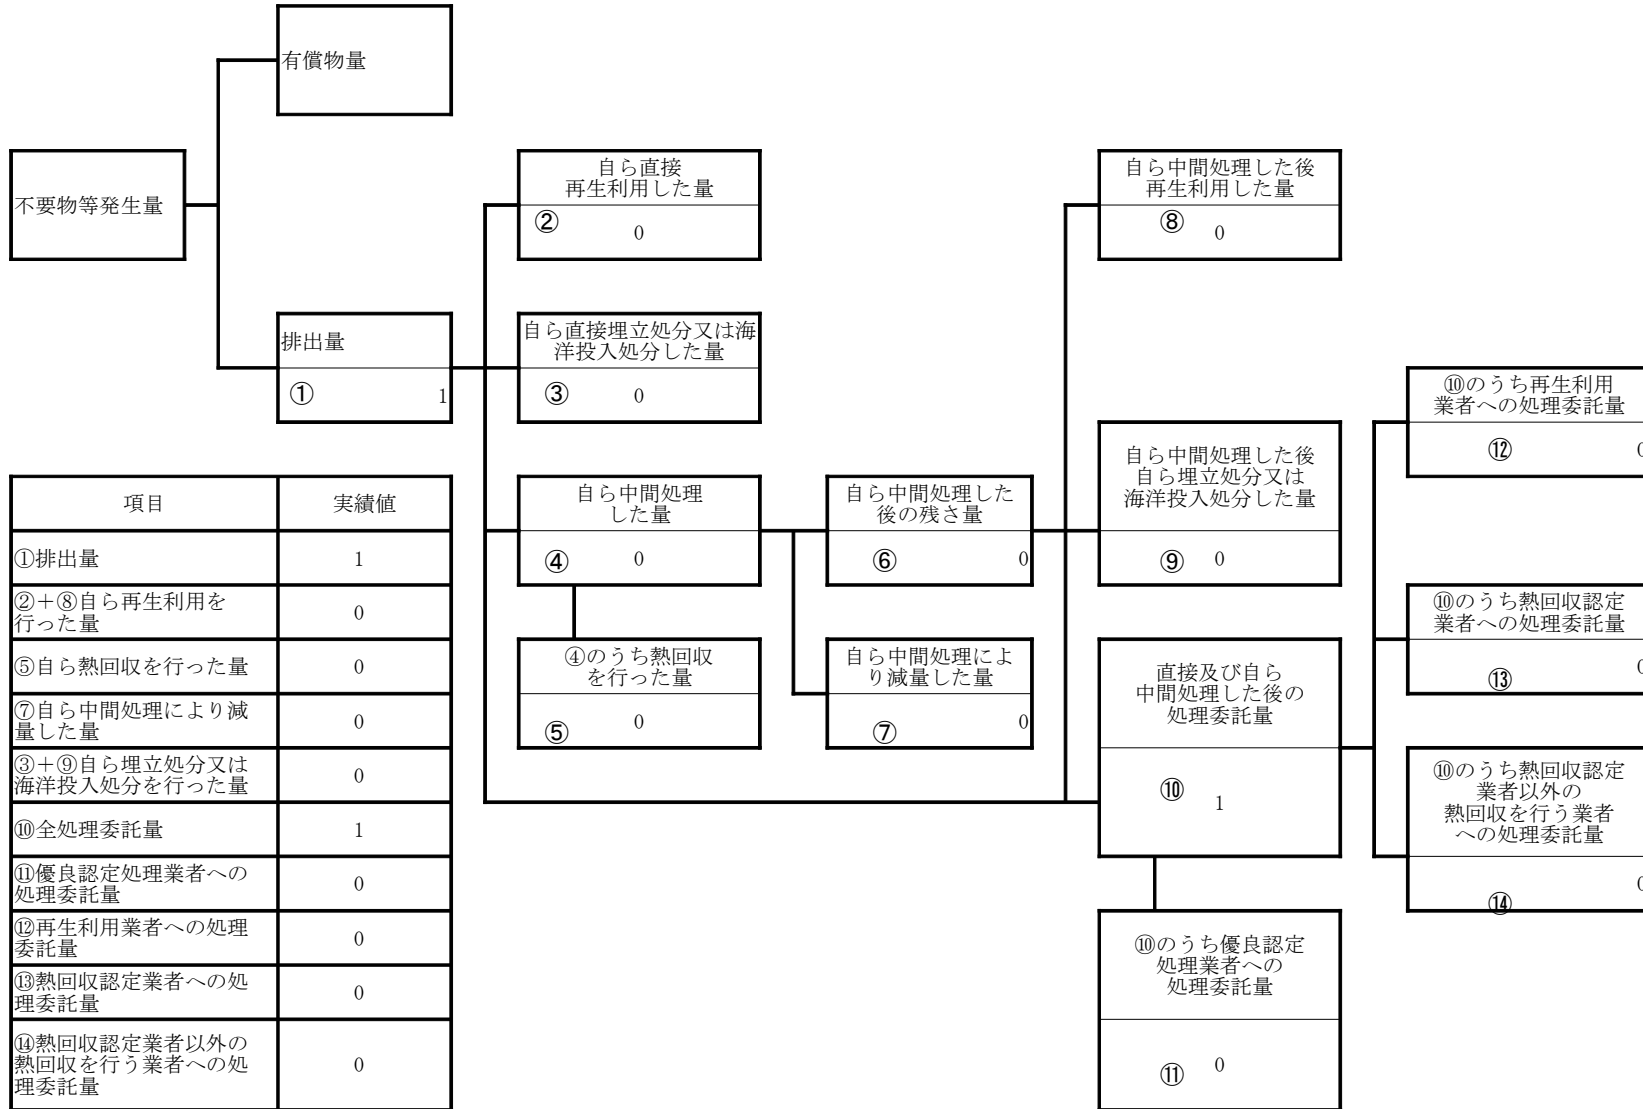 有償物量
不要物等発生量
自ら直接
再生利用した量
②
0
自ら中間処理した後
再生利用した量
⑧
0
排出量
①
1
自ら直接埋立処分又は海
洋投入処分した量
③
0
⑩のうち再生利用
業者への処理委託量
⑫
0
自ら中間処理した後
自ら埋立処分又は
海洋投入処分した量
⑨
0
自ら中間処理
した量
④
0
自ら中間処理した
後の残さ量
⑥
0
⑩のうち熱回収認定
業者への処理委託量
⑬
0
④のうち熱回収
を行った量
⑤
0
自ら中間処理によ
り減量した量
⑦
0
直接及び自ら
中間処理した後の
処理委託量
⑩
1
⑩のうち熱回収認定
業者以外の
熱回収を行う業者
への処理委託量
⑭
0
⑩のうち優良認定
処理業者への
処理委託量
⑪
0
項目
実績値
①排出量
1
②+⑧自ら再生利用を
行った量
0
⑤自ら熱回収を行った量
0
⑦自ら中間処理により減
量した量
0
③+⑨自ら埋立処分又は
海洋投入処分を行った量
0
⑩全処理委託量
1
⑪優良認定処理業者への
処理委託量
0
⑫再生利用業者への処理
委託量
0
⑬熱回収認定業者への処
理委託量
0
⑭熱回収認定業者以外の
熱回収を行う業者への処
理委託量
0